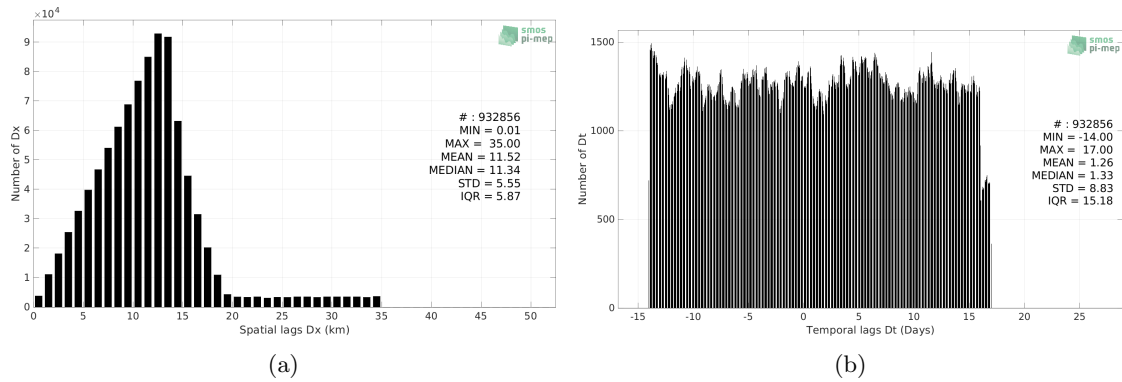 ×10⁴
9
8
7
6
5
4
3
2
1
0
Number of Dx
0 5 10 15 20 25 30 35 40 45 50
Spatial lags Dx (km)
smos
pi-mep
# : 932856
MIN = 0.01
MAX = 35.00
MEAN = 11.52
MEDIAN = 11.34
STD = 5.55
IQR = 5.87
(a)
1500
1000
500
0
Number of Dt
-15 -10 -5 0 5 10 15 20 25
Temporal lags Dt (Days)
smos
pi-mep
# : 932856
MIN = -14.00
MAX = 17.00
MEAN = 1.26
MEDIAN = 1.33
STD = 8.83
IQR = 15.18
(b)